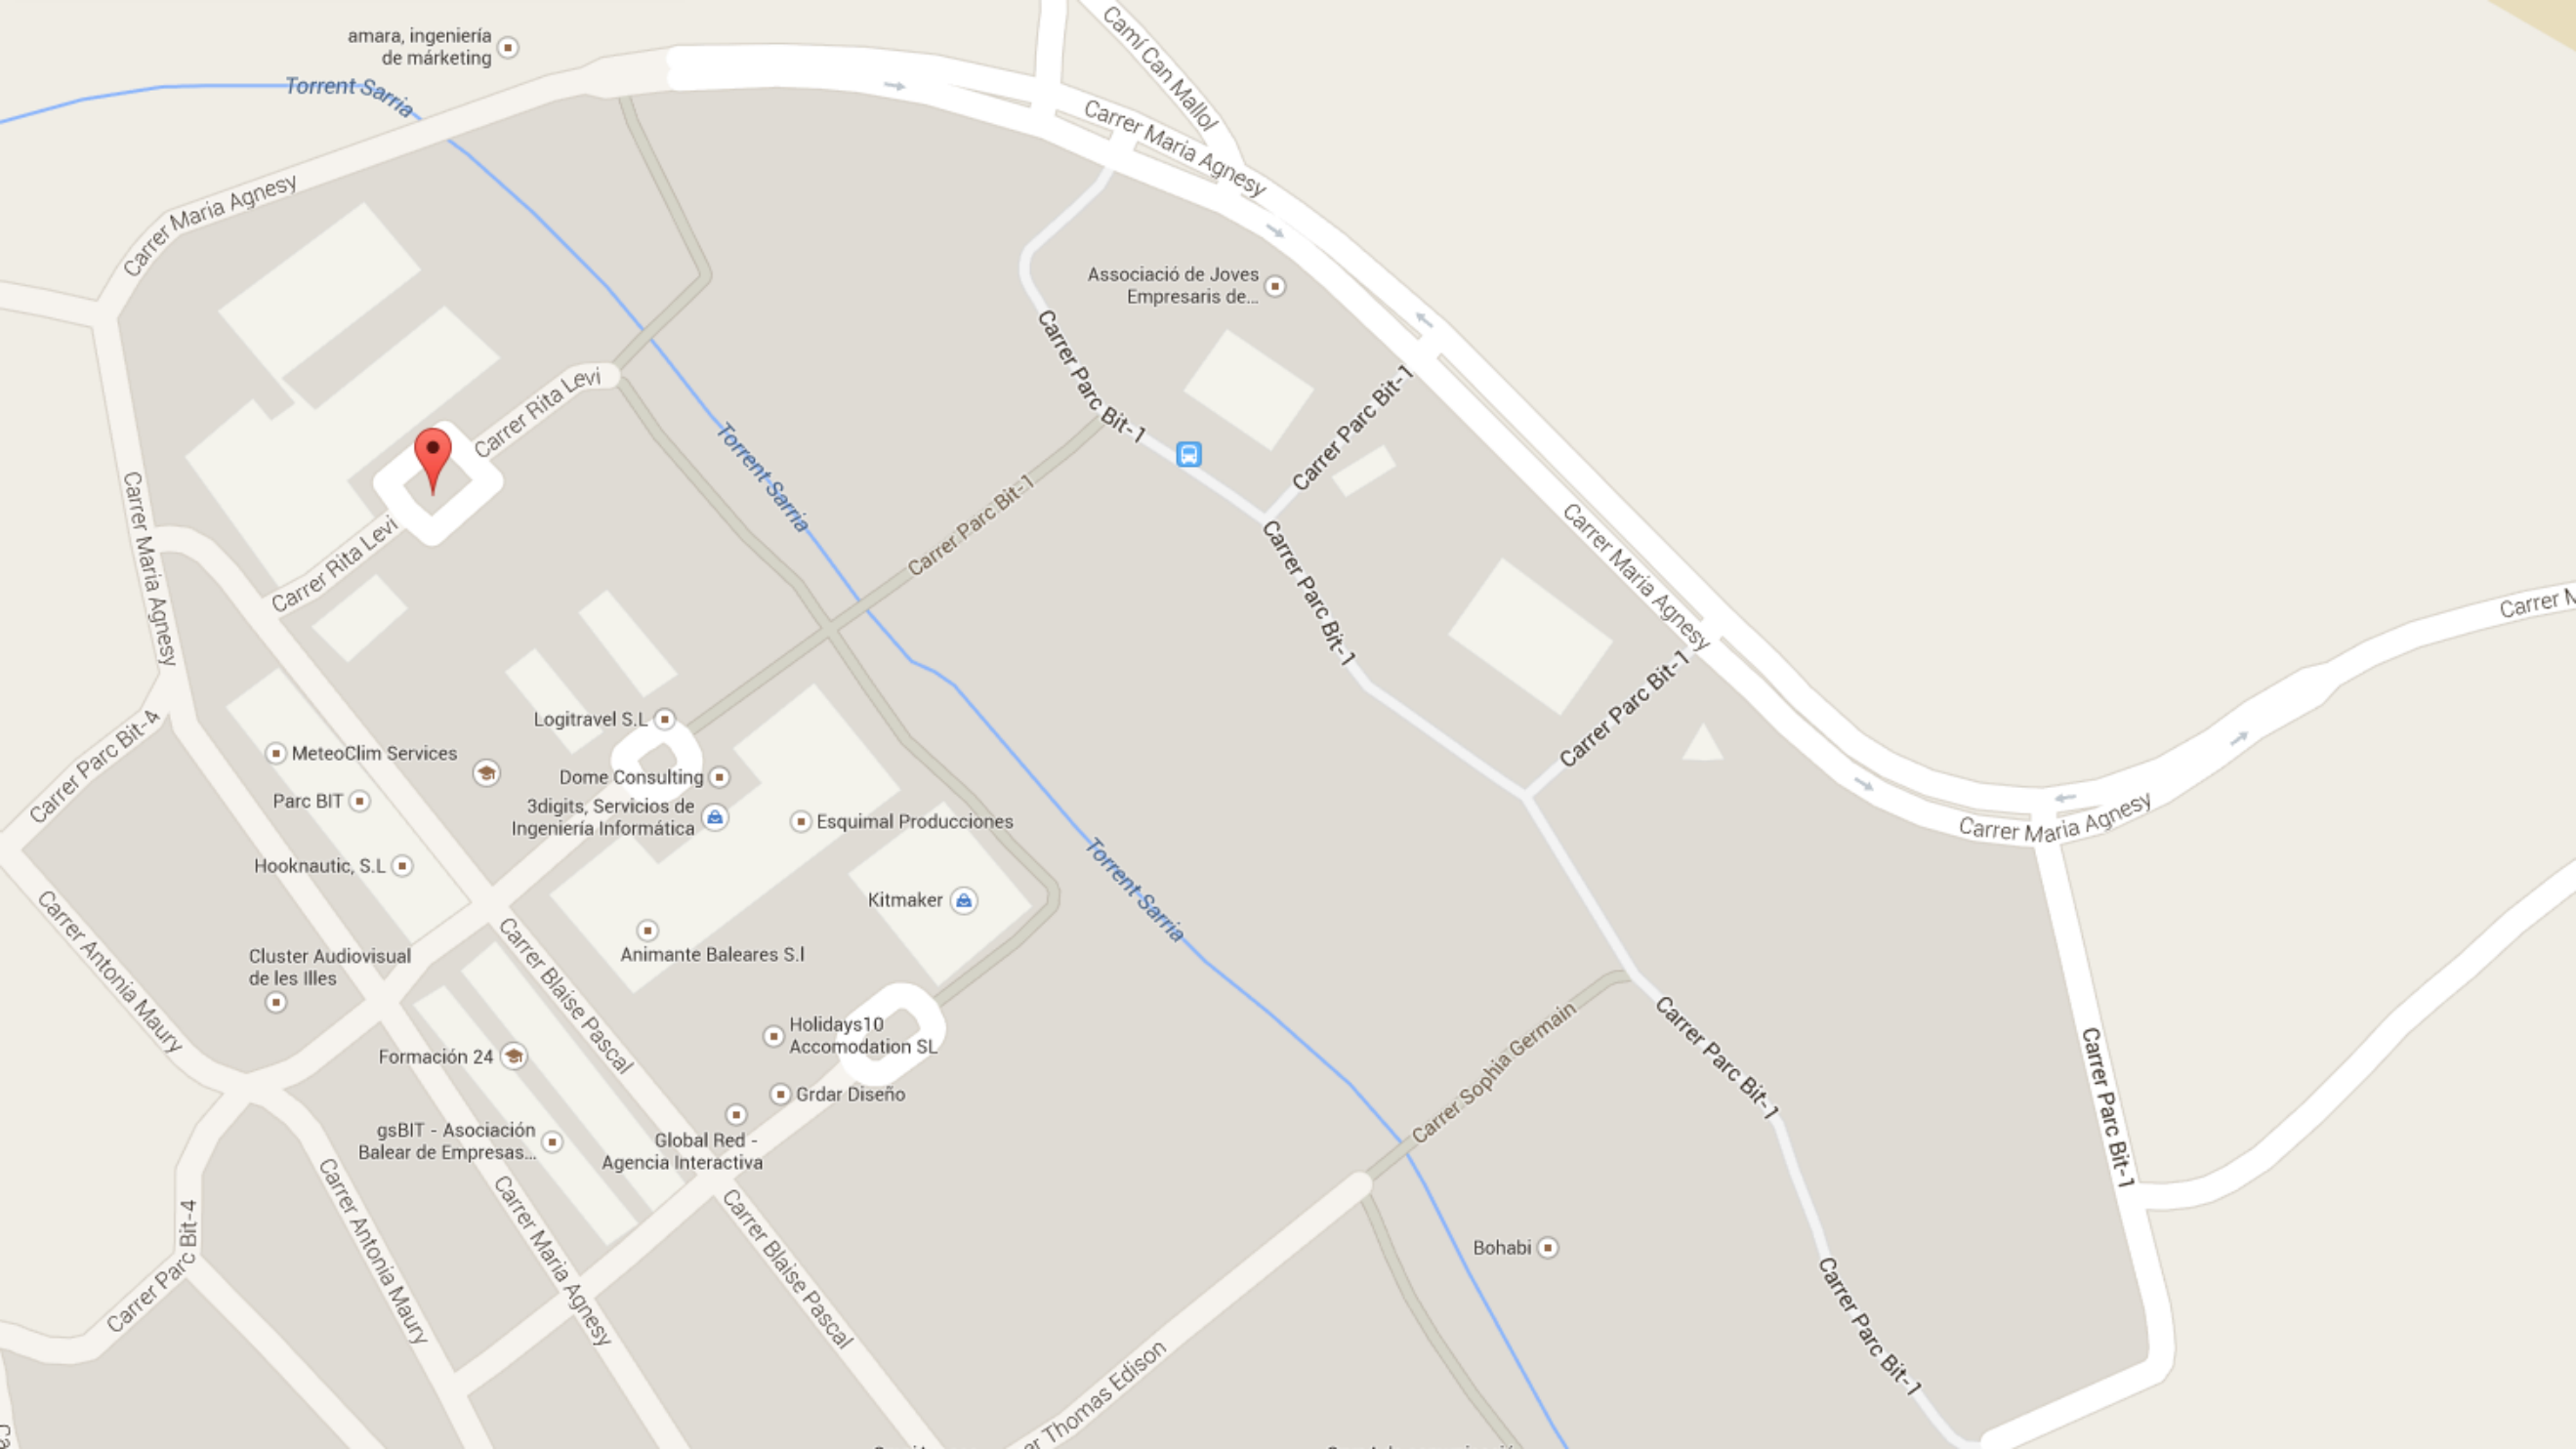 amara, ingeniería
de márketing
Camí Can Mallol
Torrent Sarria
Carrer Maria Agnesy
Carrer Maria Agnesy
Associació de Joves
Empresaris de...
Carrer Parc Bit-1
Carrer Rita Levi
Carrer Parc Bit-1
Torrent Sarria
Carrer Parc Bit-1
Carrer Maria Agnesy
Carrer Rita Levi
Carrer Parc Bit-1
Carrer Maria Agnesy
Carrer M
Carrer Parc Bit-1
Logitravel S.L
Carrer Parc Bit-4
MeteoClim Services
Dome Consulting
Parc BIT
3digits, Servicios de
Ingeniería Informática
Esquimal Producciones
Carrer Maria Agnesy
Hooknautic, S.L
Kitmaker
Torrent Sarria
Carrer Antonia Maury
Animante Baleares S.l
Cluster Audiovisual
de les Illes
Carrer Blaise Pascal
Holidays10
Accomodation SL
Formación 24
Carrer Sophia Germain
Carrer Parc Bit-1
Carrer Parc Bit-1
Grdar Diseño
gsBIT - Asociación
Balear de Empresas...
Global Red -
Agencia Interactiva
Carrer Parc Bit-4
Carrer Antonia Maury
Carrer Maria Agnesy
Carrer Blaise Pascal
Bohabi
Carrer Parc Bit-1
er Thomas Edison
Ca